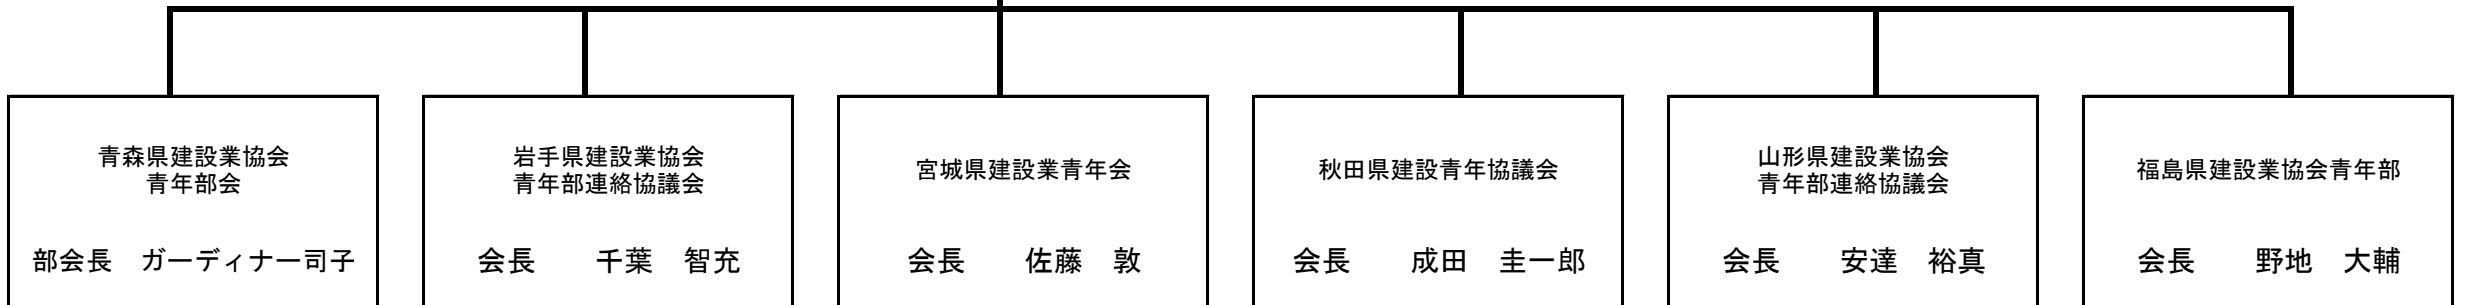 青森県建設業協会
青年部会
部会長　ガーディナー司子
岩手県建設業協会
青年部連絡協議会
会長　　千葉　智充
宮城県建設業青年会
会長　　佐藤　敦
秋田県建設青年協議会
会長　　成田　圭一郎
山形県建設業協会
青年部連絡協議会
会長　　安達　裕真
福島県建設業協会青年部
会長　　野地　大輔